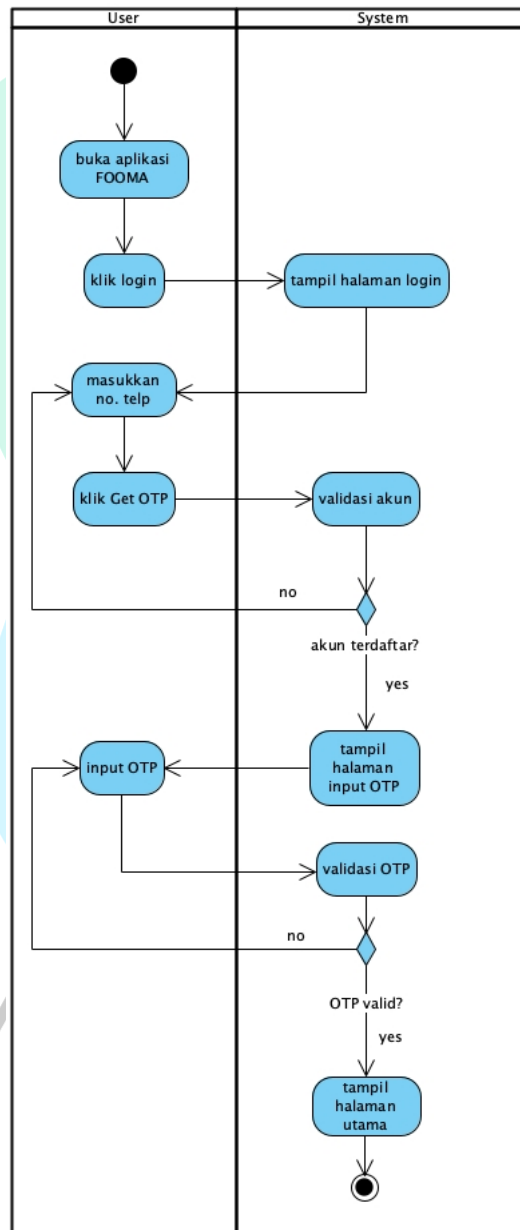 User
System
buka aplikasi
FOOMA
klik login
tampil halaman login
masukkan
no. telp
klik Get OTP
validasi akun
no
akun terdaftar?
yes
input OTP
tampil
halaman
input OTP
validasi OTP
no
OTP valid?
yes
tampil
halaman
utama